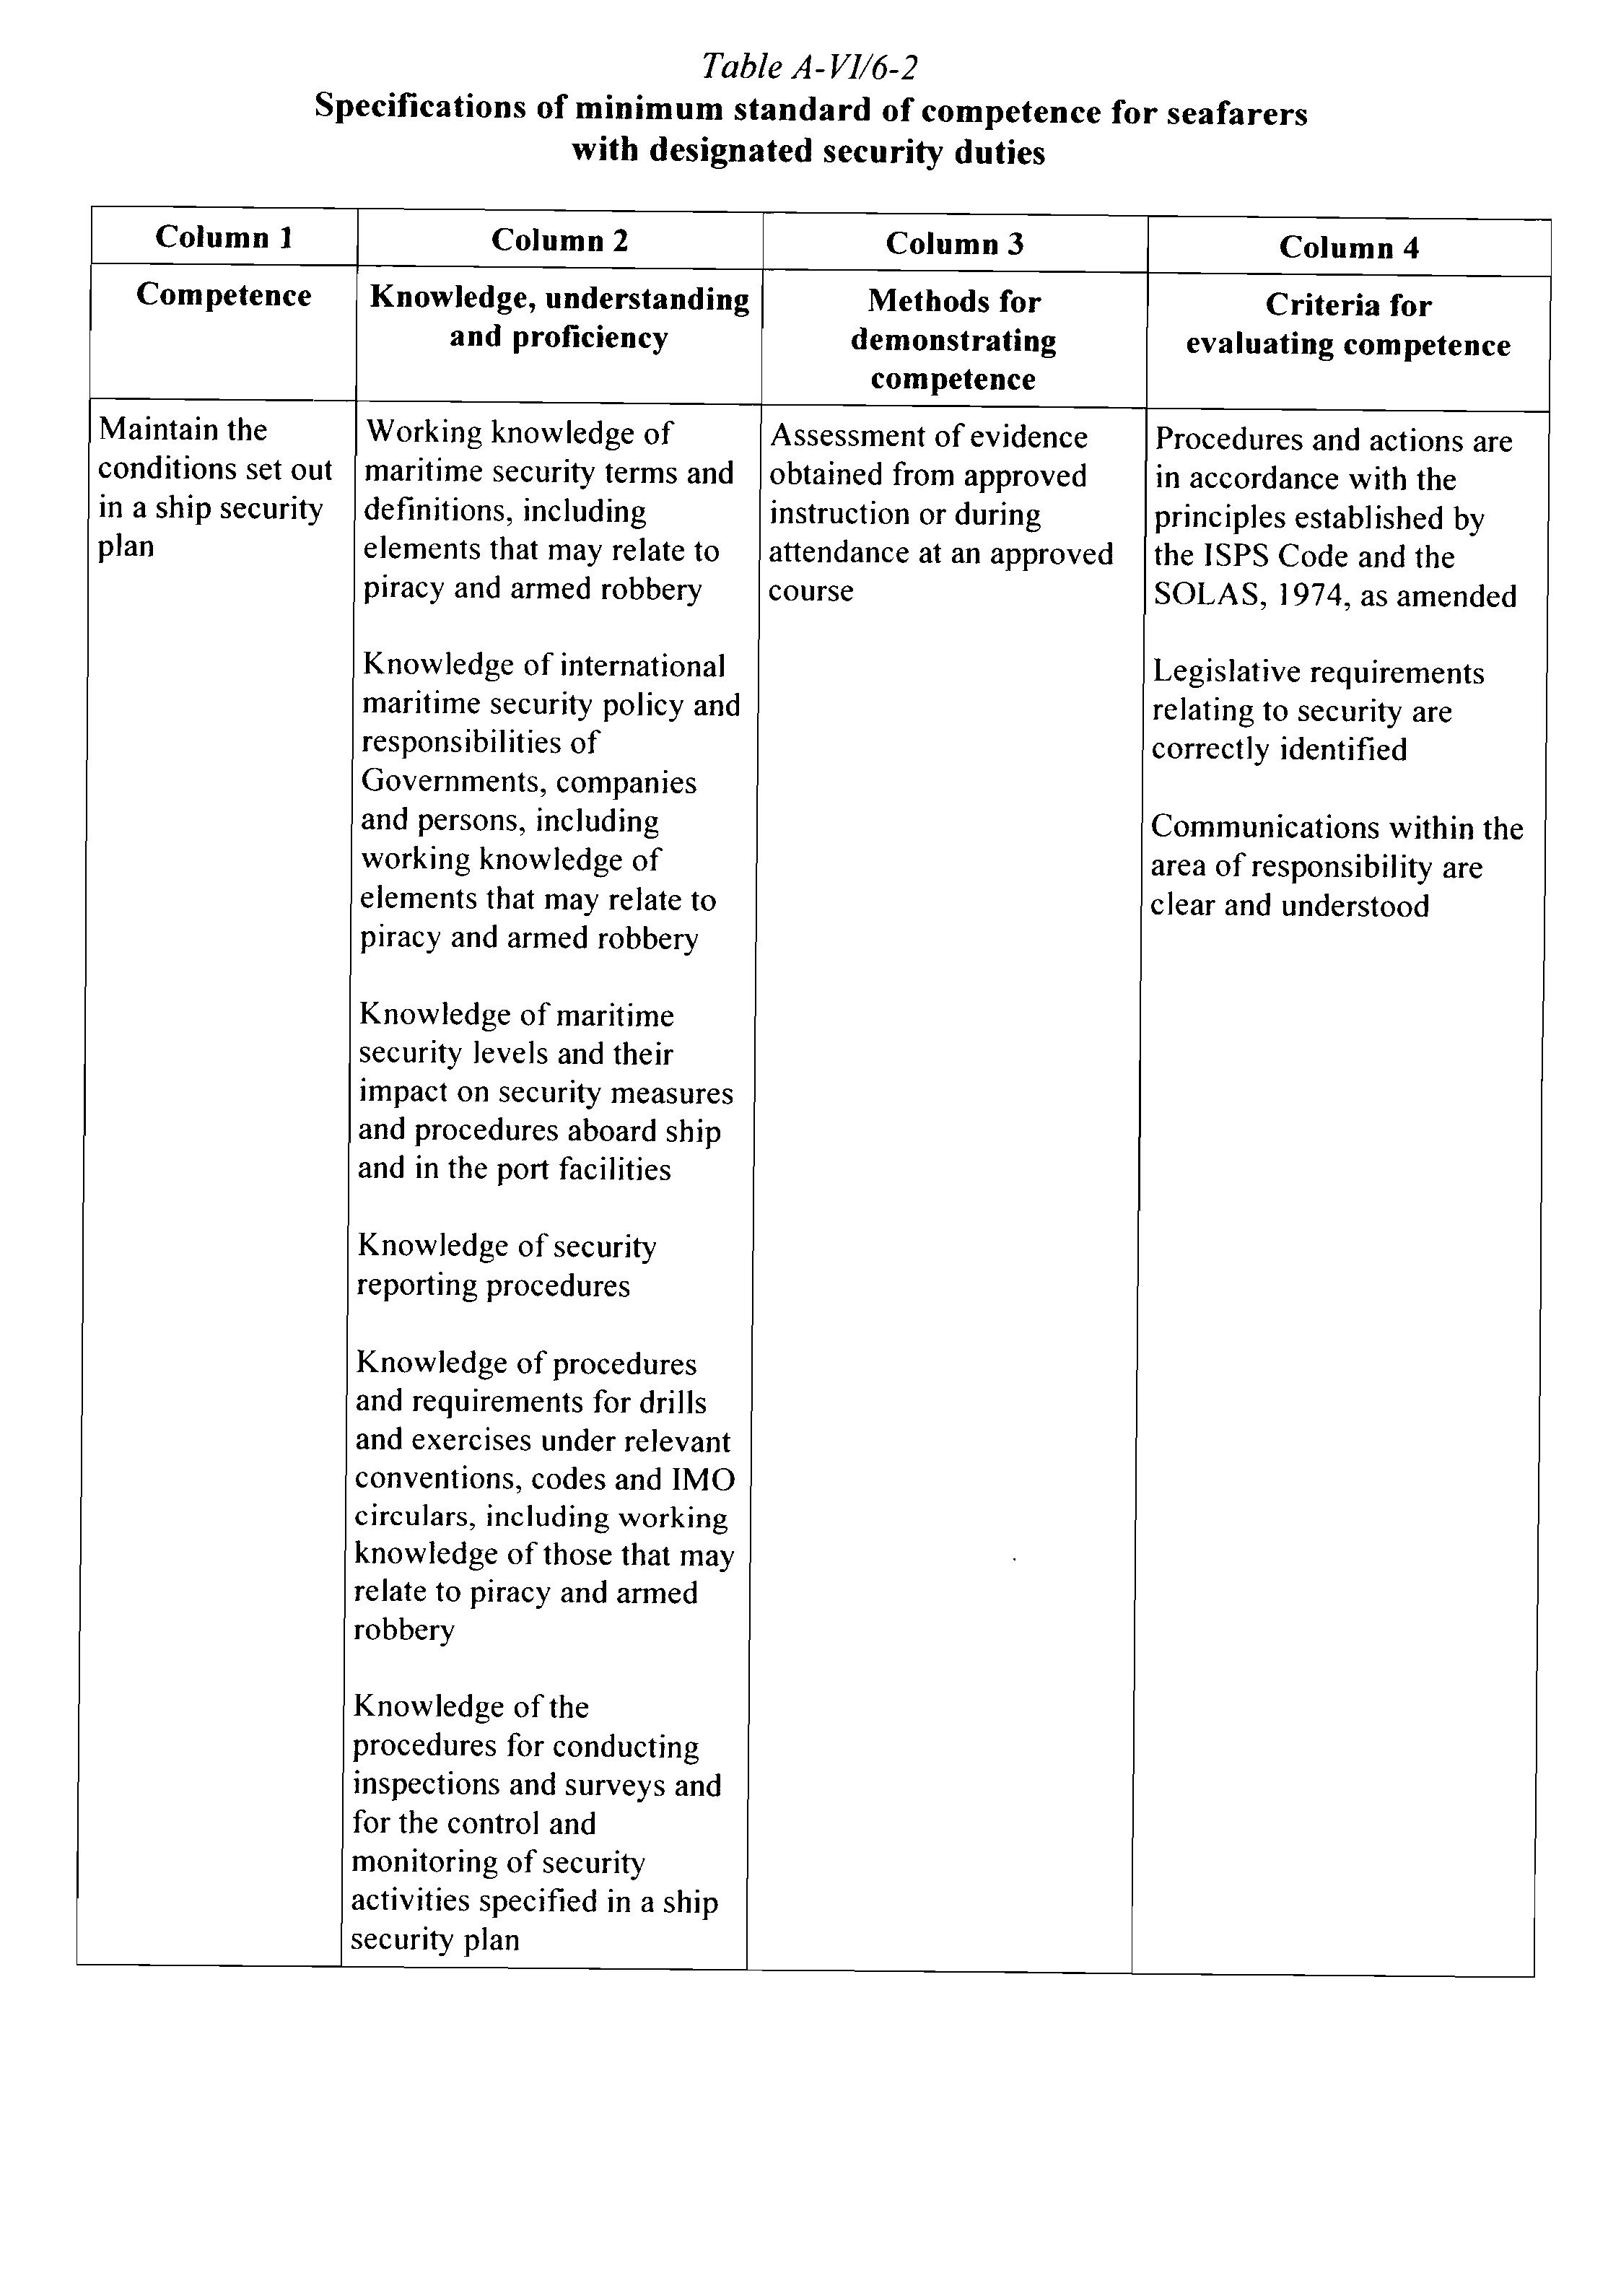 Table A-VI/6-2
Specifications of minimum standard of competence for seafarers
with designated security duties
Column 1
Column 2
Column 3
Column 4
Competence
Knowledge, understanding
and proficiency
Methods for
demonstrating
competence
Criteria for
evaluating competence
Maintain the
conditions set out
in a ship security
plan
Working knowledge of
maritime security terms and
definitions, including
elements that may relate to
piracy and armed robbery
Knowledge of international
maritime security policy and
responsibilities of
Governments, companies
and persons, including
working knowledge of
elements that may relate to
piracy and armed robbery
Knowledge of maritime
security levels and their
impact on security measures
and procedures aboard ship
and in the port facilities
Knowledge of security
reporting procedures
Knowledge of procedures
and requirements for drills
and exercises under relevant
conventions, codes and IMO
circulars, including working
knowledge of those that may
relate to piracy and armed
robbery
Knowledge of the
procedures for conducting
inspections and surveys and
for the control and
monitoring of security
activities specified in a ship
security plan
Assessment of evidence
obtained from approved
instruction or during
attendance at an approved
course
Procedures and actions are
in accordance with the
principles established by
the ISPS Code and the
SOLAS, 1974, as amended
Legislative requirements
relating to security are
correctly identified
Communications within the
area of responsibility are
clear and understood